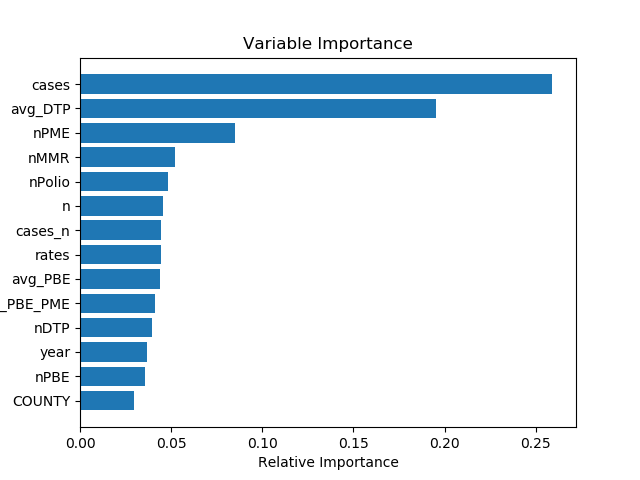 Variable Importance
cases
avg_DTP
nPME
nMMR
nPolio
n
cases_n
rates
avg_PBE
_PBE_PME
nDTP
year
nPBE
COUNTY
0.00 0.05 0.10 0.15 0.20 0.25
Relative Importance